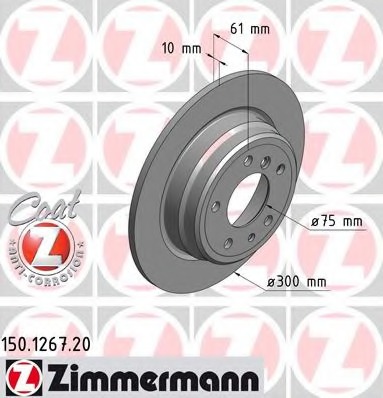 61 mm
10 mm
ø75 mm
ø300 mm
Coat
Z
ANTI-CORROSION
150.1267.20
Z Zimmermann